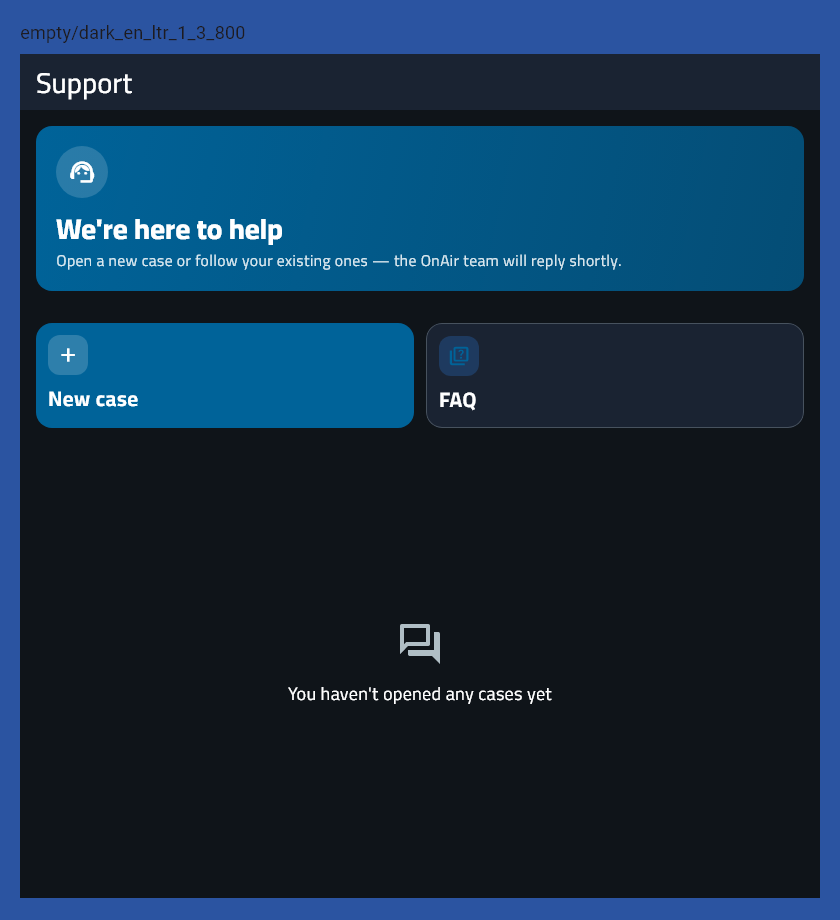 empty/dark_en_ltr_1_3_800
Support
We're here to help
Open a new case or follow your existing ones — the OnAir team will reply shortly.
New case
FAQ
You haven't opened any cases yet